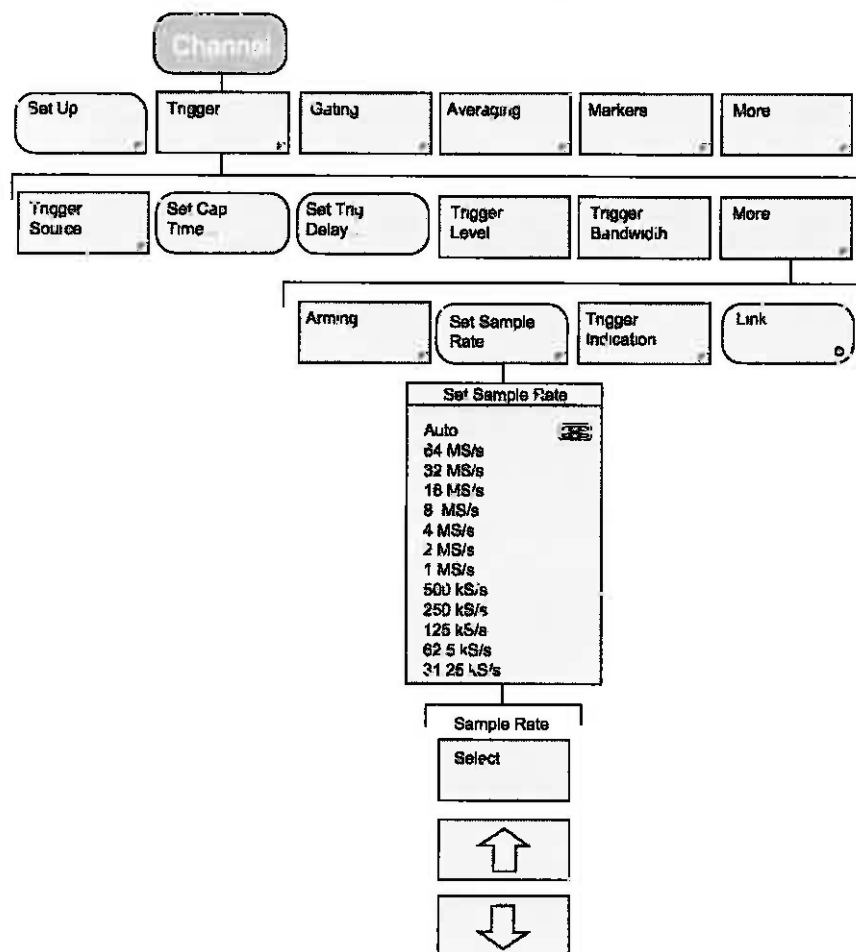 Channel
Set Up
Trigger
Gating
Averaging
Markers
More
Trigger
Source
Set Cap
Time
Set Trig
Delay
Trigger
Level
Trigger
Bandwidth
More
Arming
Set Sample
Rate
Trigger
Indication
Link
Set Sample Rate
Auto
64 MS/s
32 MS/s
16 MS/s
8 MS/s
4 MS/s
2 MS/s
1 MS/s
500 kS/s
250 kS/s
125 kS/s
62 5 kS/s
31 25 kS/s
Sample Rate
Select